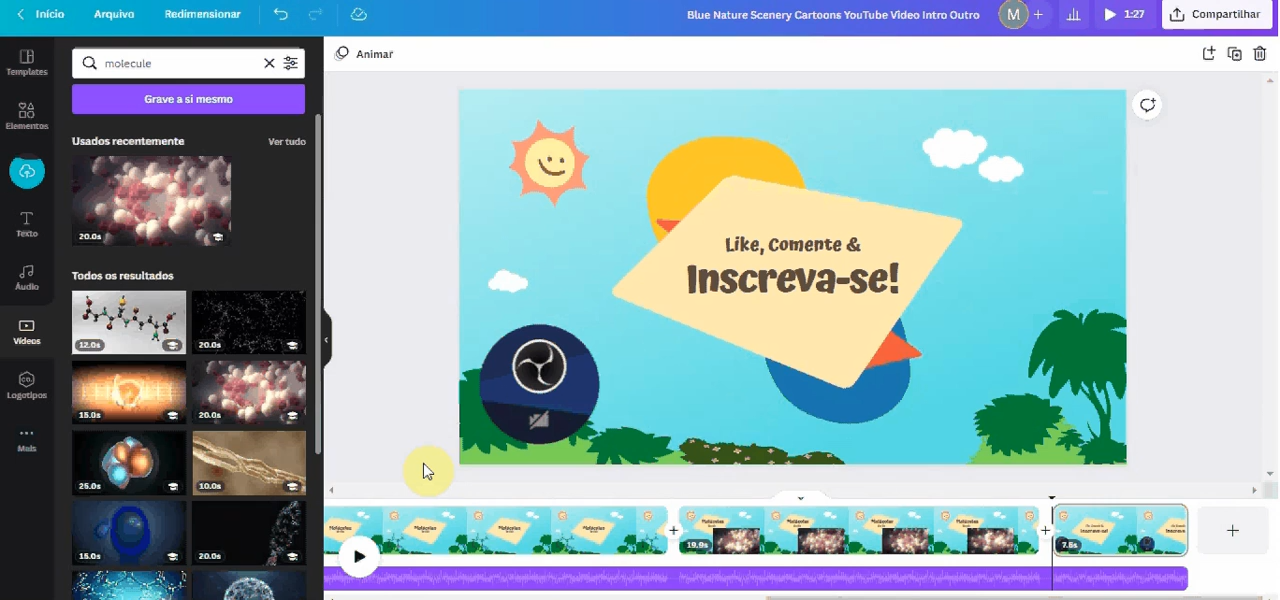 Início
Arquivo
Redimensionar
Blue Nature Scenery Cartoons YouTube Video Intro Outro
M
1:27
Compartilhar
Templates
Elementos
Texto
Áudio
Vídeos
CO.
Logotipos
Mais
molecule
Grave a si mesmo
Usados recentemente
Ver tudo
20.0s
Todos os resultados
12.0s
20.0s
15.0s
20.0s
25.0s
10.0s
15.0s
20.0s
Animar
Like, Comente &
Inscreva-se!
19.9s
7.5s